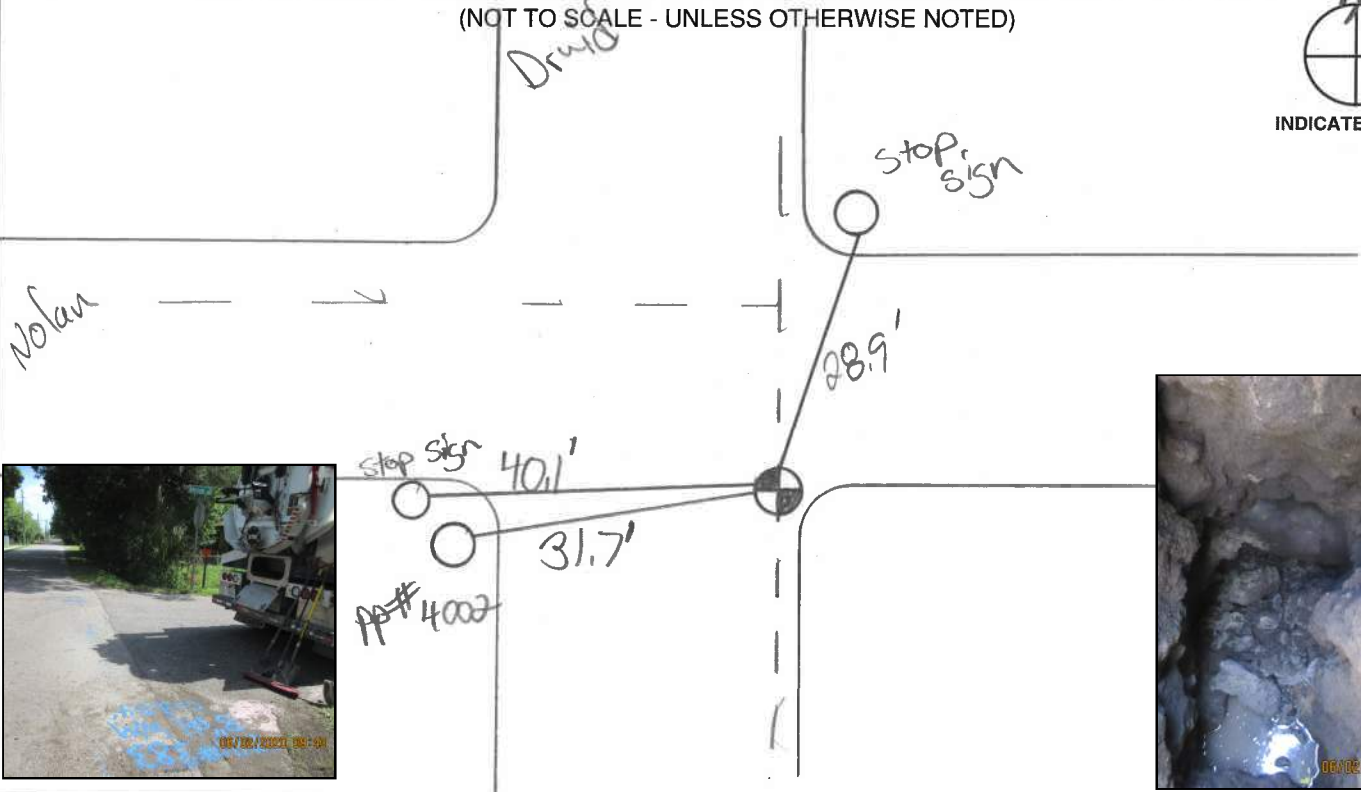 (NOT TO SCALE - UNLESS OTHERWISE NOTED)
Druid
INDICATE
stop
sign
Nolan
28.9'
stop sign
40.1'
31.7'
pp# 4002